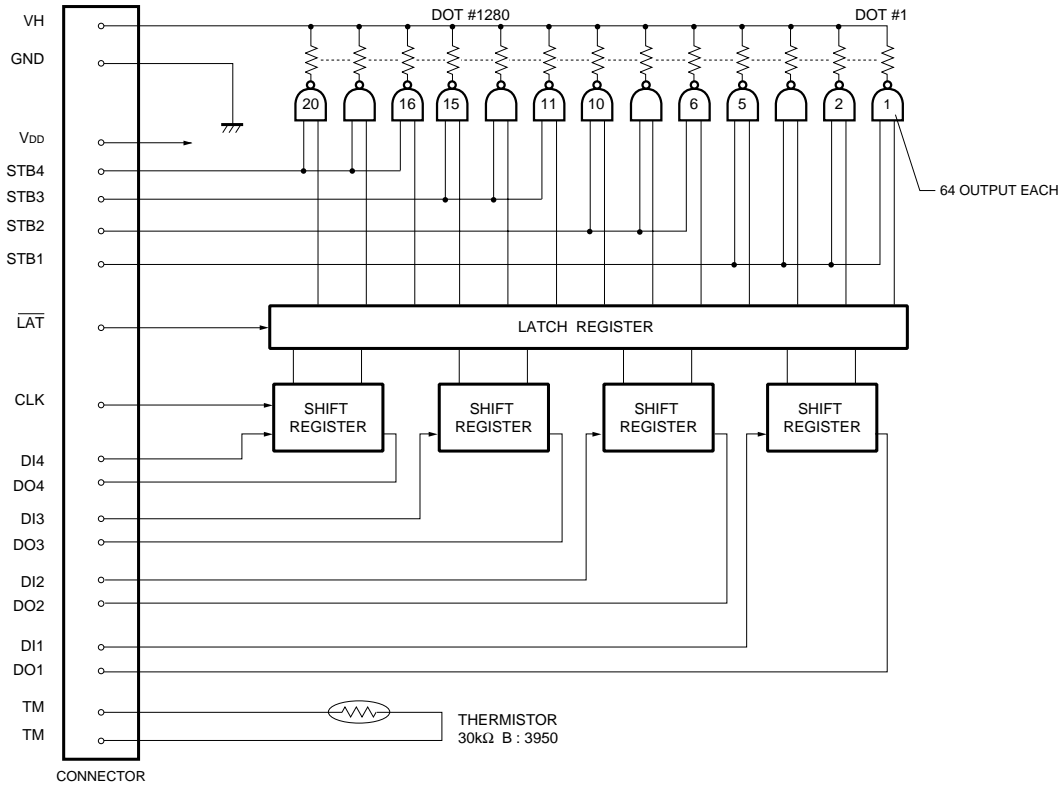 VH
DOT #1280
DOT #1
GND
20
16
15
11
10
6
5
2
1
VDD
STB4
STB3
64 OUTPUT EACH
STB2
STB1
LAT
LATCH REGISTER
CLK
SHIFT
REGISTER
SHIFT
REGISTER
SHIFT
REGISTER
SHIFT
REGISTER
DI4
DO4
DI3
DO3
DI2
DO2
DI1
DO1
TM
TM
THERMISTOR
30kΩ B : 3950
CONNECTOR